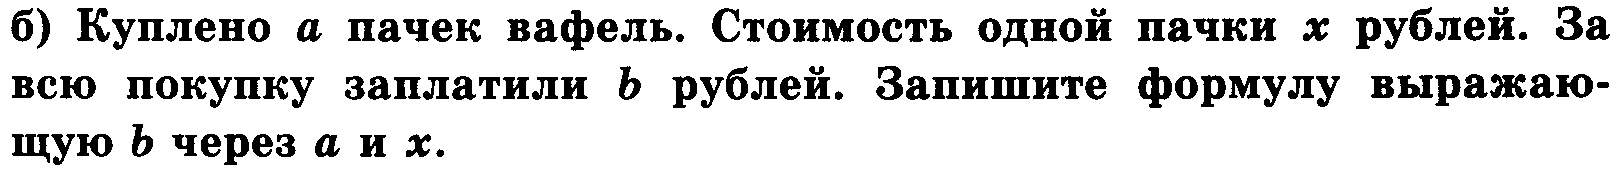 б) Куплено a пачек вафель. Стоимость одной пачки x рублей. За
всю покупку заплатили b рублей. Запишите формулу выражаю-
щую b через a и x.